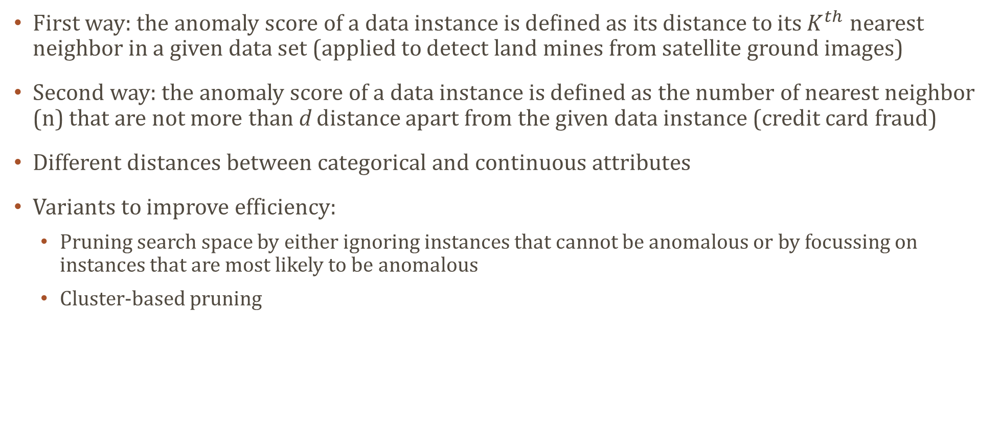 • First way: the anomaly score of a data instance is defined as its distance to its K^th nearest
neighbor in a given data set (applied to detect land mines from satellite ground images)
• Second way: the anomaly score of a data instance is defined as the number of nearest neighbor
(n) that are not more than d distance apart from the given data instance (credit card fraud)
• Different distances between categorical and continuous attributes
• Variants to improve efficiency:
• Pruning search space by either ignoring instances that cannot be anomalous or by focussing on
instances that are most likely to be anomalous
• Cluster-based pruning